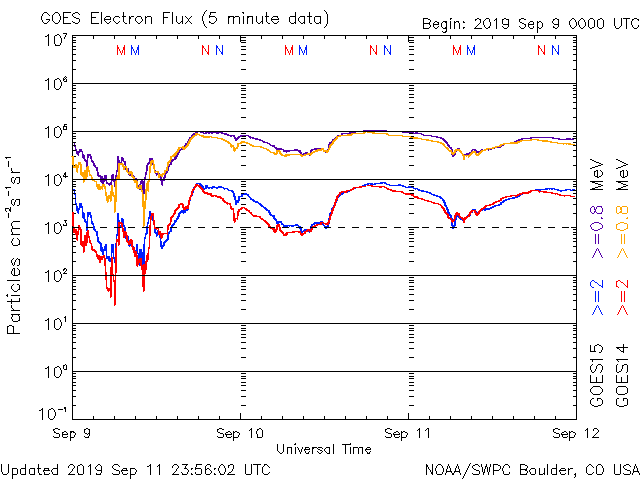 GOES Electron Flux (5 minute data)
Begin: 2019 Sep 9 0000 UTC
10⁷
M M N N M M N N M M N N
10⁶
10⁵
10⁴
10³
10²
10¹
10⁰
10⁻¹
Particles cm⁻²s⁻¹sr⁻¹
Sep 9 Sep 10 Sep 11 Sep 12
Universal Time
GOES15 >=2 >=0.8 MeV
GOES14 >=2 >=0.8 MeV
Updated 2019 Sep 11 23:56:02 UTC
NOAA/SWPC Boulder, CO USA